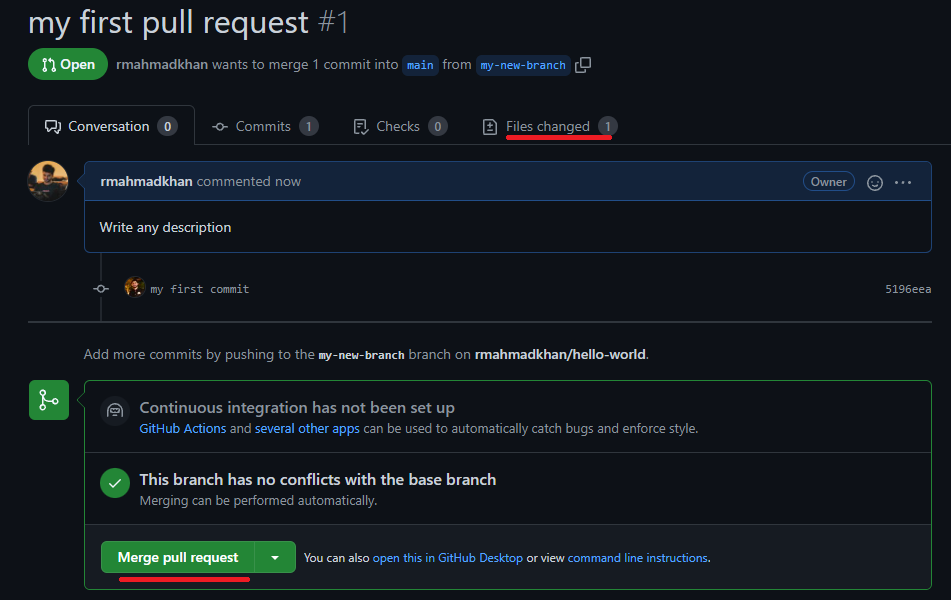 my first pull request #1
Open rmahmadkhan wants to merge 1 commit into main from my-new-branch
Conversation 0 Commits 1 Checks 0 Files changed 1
rmahmadkhan commented now Owner
Write any description
my first commit 5196eea
Add more commits by pushing to the my-new-branch branch on rmahmadkhan/hello-world.
Continuous integration has not been set up
GitHub Actions and several other apps can be used to automatically catch bugs and enforce style.
This branch has no conflicts with the base branch
Merging can be performed automatically.
Merge pull request You can also open this in GitHub Desktop or view command line instructions.